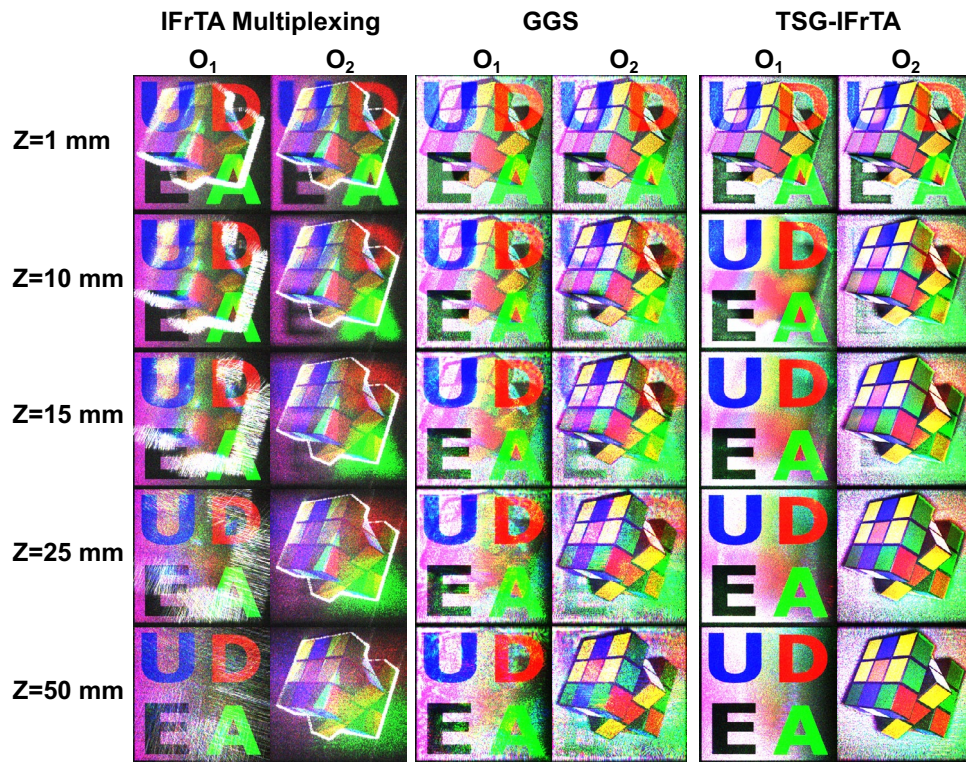 IFrTA Multiplexing GGS TSG-IFrTA
O₁ O₂ O₁ O₂ O₁ O₂
Z=1 mm
U D U D U D U D U D U D
E A E A E A E A E A E A
Z=10 mm
U D U D U D U D U D
E A E A E A E A E
Z=15 mm
U D U D U D
E A E A E E A E
Z=25 mm
U D U D U D
E A E A E A
Z=50 mm
U D U D U D
E A E A E A